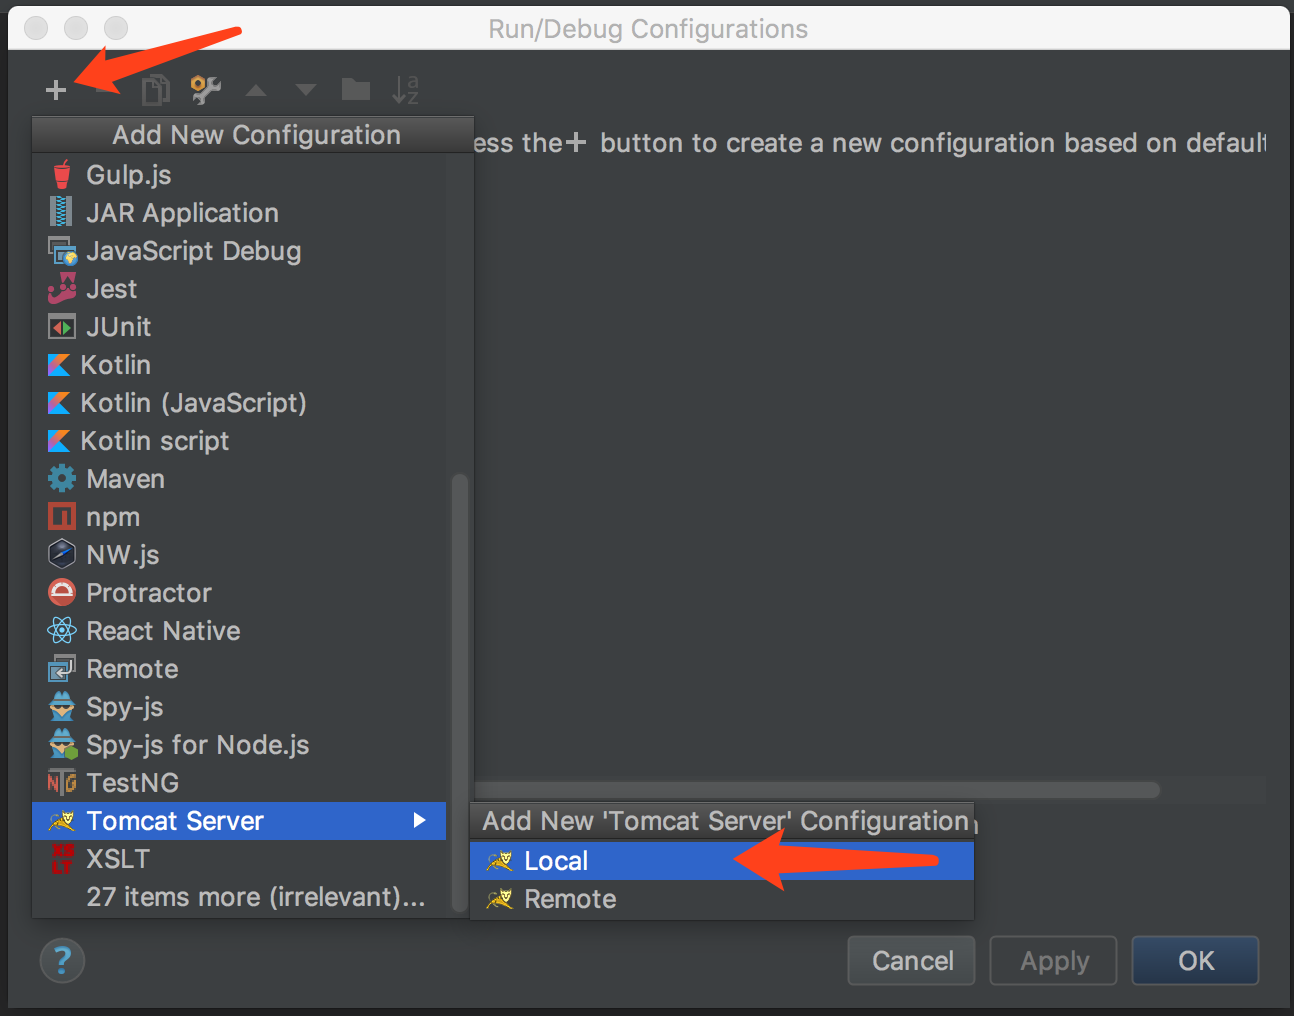 Run/Debug Configurations
Add New Configuration
ess the + button to create a new configuration based on default
Gulp.js
JAR Application
JavaScript Debug
Jest
JUnit
Kotlin
Kotlin (JavaScript)
Kotlin script
Maven
npm
NW.js
Protractor
React Native
Remote
Spy-js
Spy-js for Node.js
TestNG
Tomcat Server
XSLT
27 items more (irrelevant)...
Add New 'Tomcat Server' Configuration
Local
Remote
?
Cancel
Apply
OK